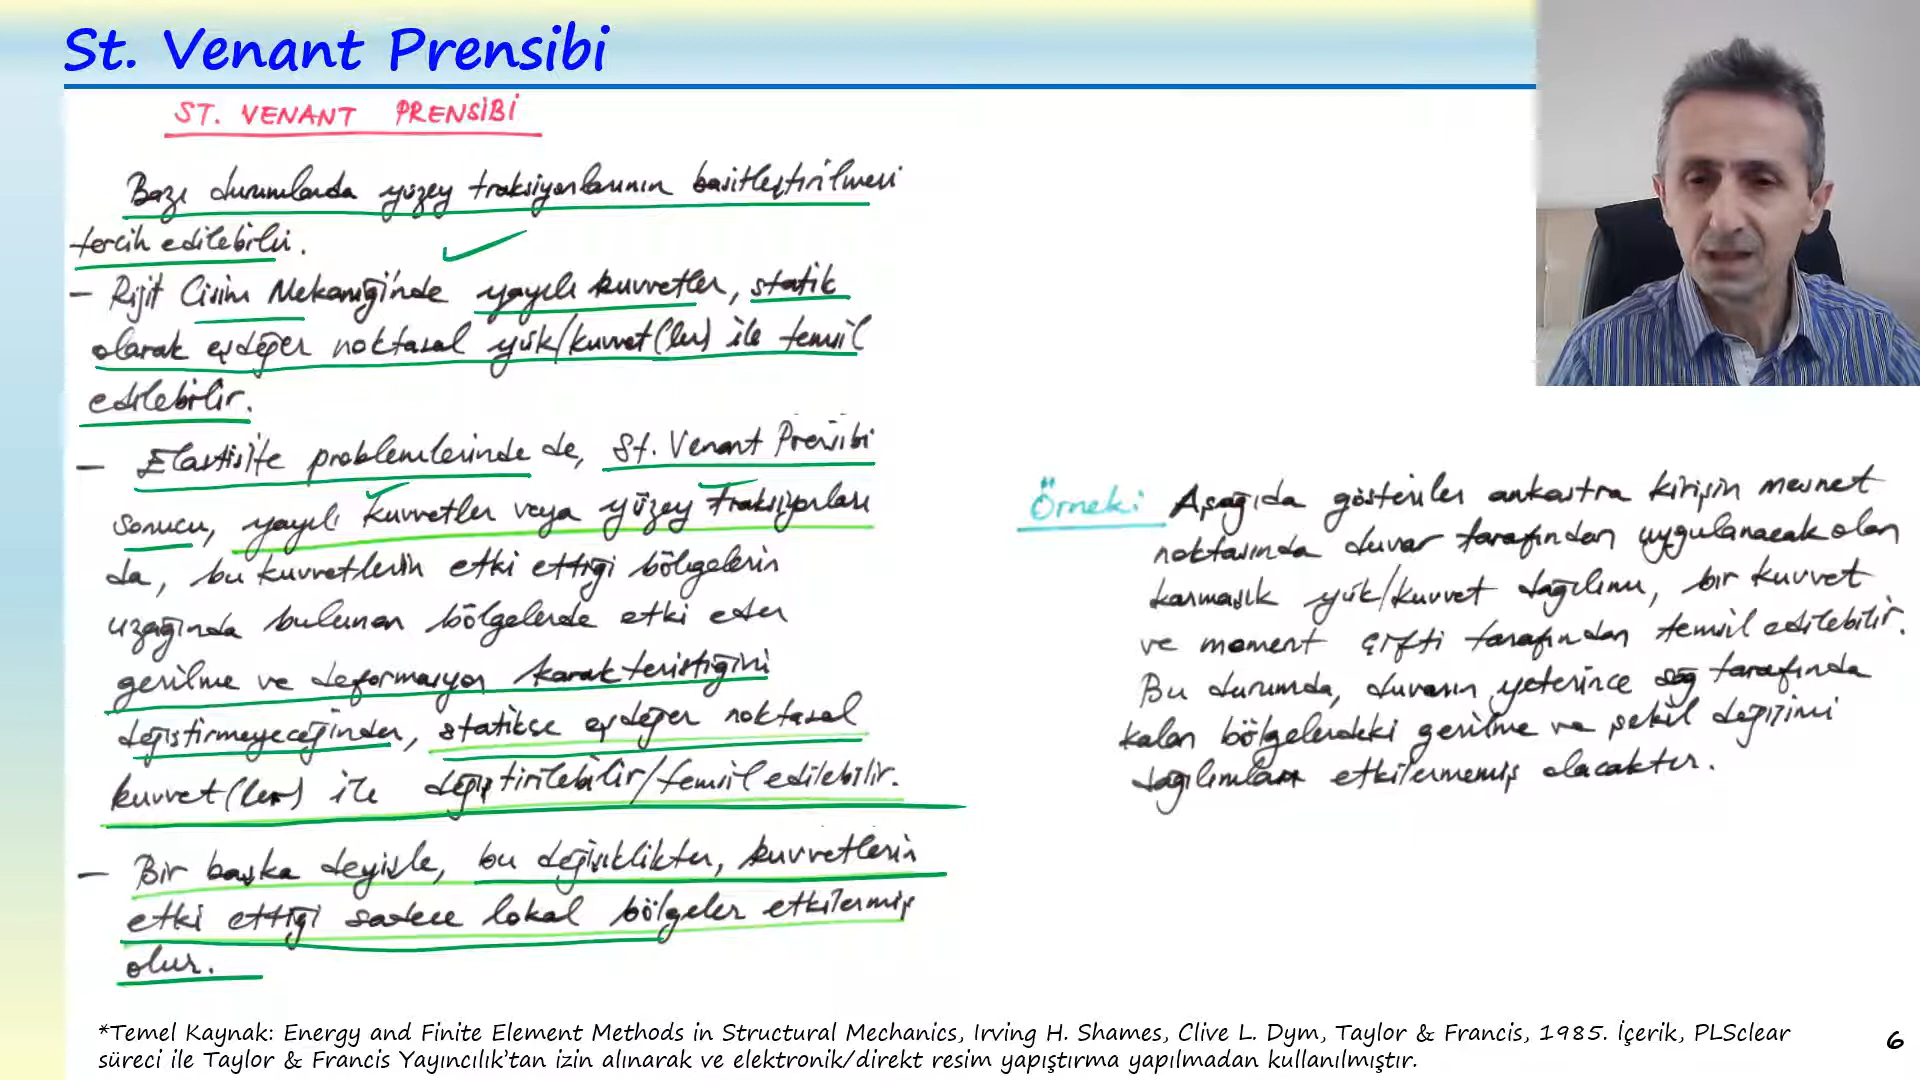 St. Venant Prensibi
ST. VENANT PRENSİBİ
Bazı durumlarda yüzey traksiyonlarının basitleştirilmesi
tercih edilebilir.
– Rijit Cisim Mekaniğinde yayılı kuvvetler, statik
olarak eşdeğer noktasal yük/kuvvet(ler) ile temsil
edilebilir.
– Elastisite problemlerinde de, St. Venant Prensibi
sonucu, yayılı kuvvetler veya yüzey traksiyonları
da, bu kuvvetlerin etki ettiği bölgelerin
uzağında bulunan bölgelerde etki eden
gerilme ve deformasyon karakteristiğini
değiştirmeyeceğinden, statikçe eşdeğer noktasal
kuvvet(ler) ile değiştirilebilir/temsil edilebilir.
– Bir başka deyişle, bu değişiklikten, kuvvetlerin
etki ettiği sadece lokal bölgeler etkilenmiş
olur.
Örnek: Aşağıda gösterilen ankastre kirişin mesnet
noktasında duvar tarafından uygulanacak olan
karmaşık yük/kuvvet dağılımı, bir kuvvet
ve moment çifti tarafından temsil edilebilir.
Bu durumda, duvarın yeterince sağ tarafında
kalan bölgelerdeki gerilme ve şekil değişimi
dağılımları etkilenmemiş olacaktır.
*Temel Kaynak: Energy and Finite Element Methods in Structural Mechanics, Irving H. Shames, Clive L. Dym, Taylor & Francis, 1985. İçerik, PLSclear
süreci ile Taylor & Francis Yayıncılık’tan izin alınarak ve elektronik/direkt resim yapıştırma yapılmadan kullanılmıştır.
6